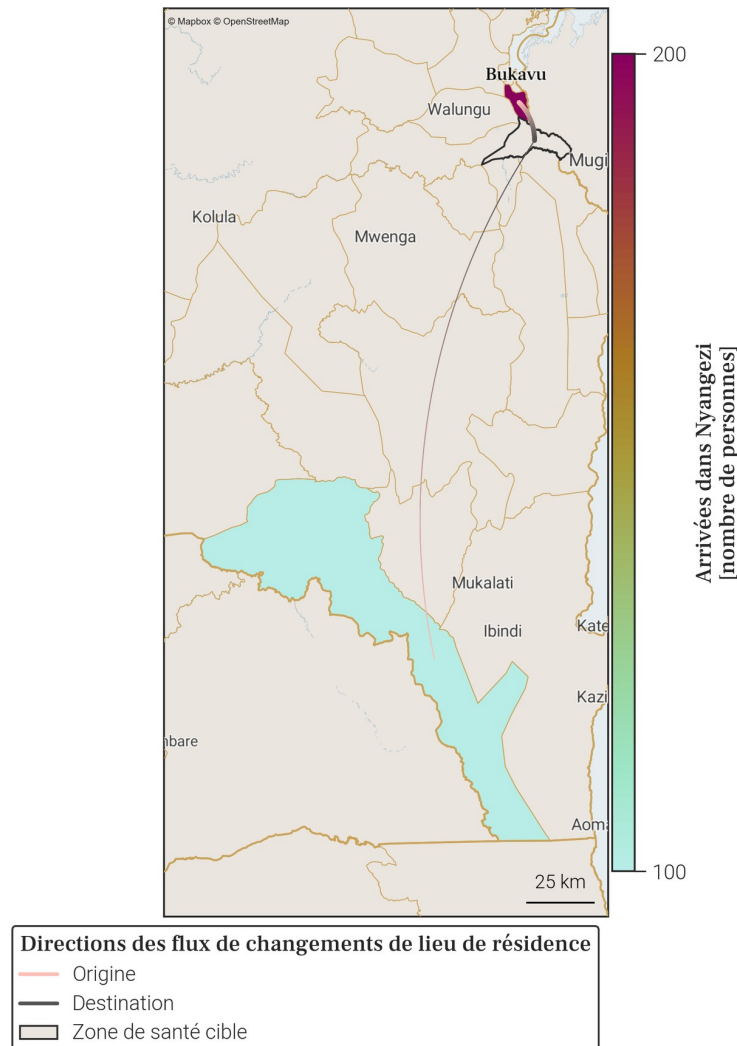 © Mapbox © OpenStreetMap
200
Bukavu
Walungu
Mugi
Kolula
Mwenga
Arrivées dans Nyangezi
[nombre de personnes]
Mukalati
Ibindi
Kate
Kazi
nbare
Aoma
100
25 km
Directions des flux de changements de lieu de résidence
Origine
Destination
Zone de santé cible